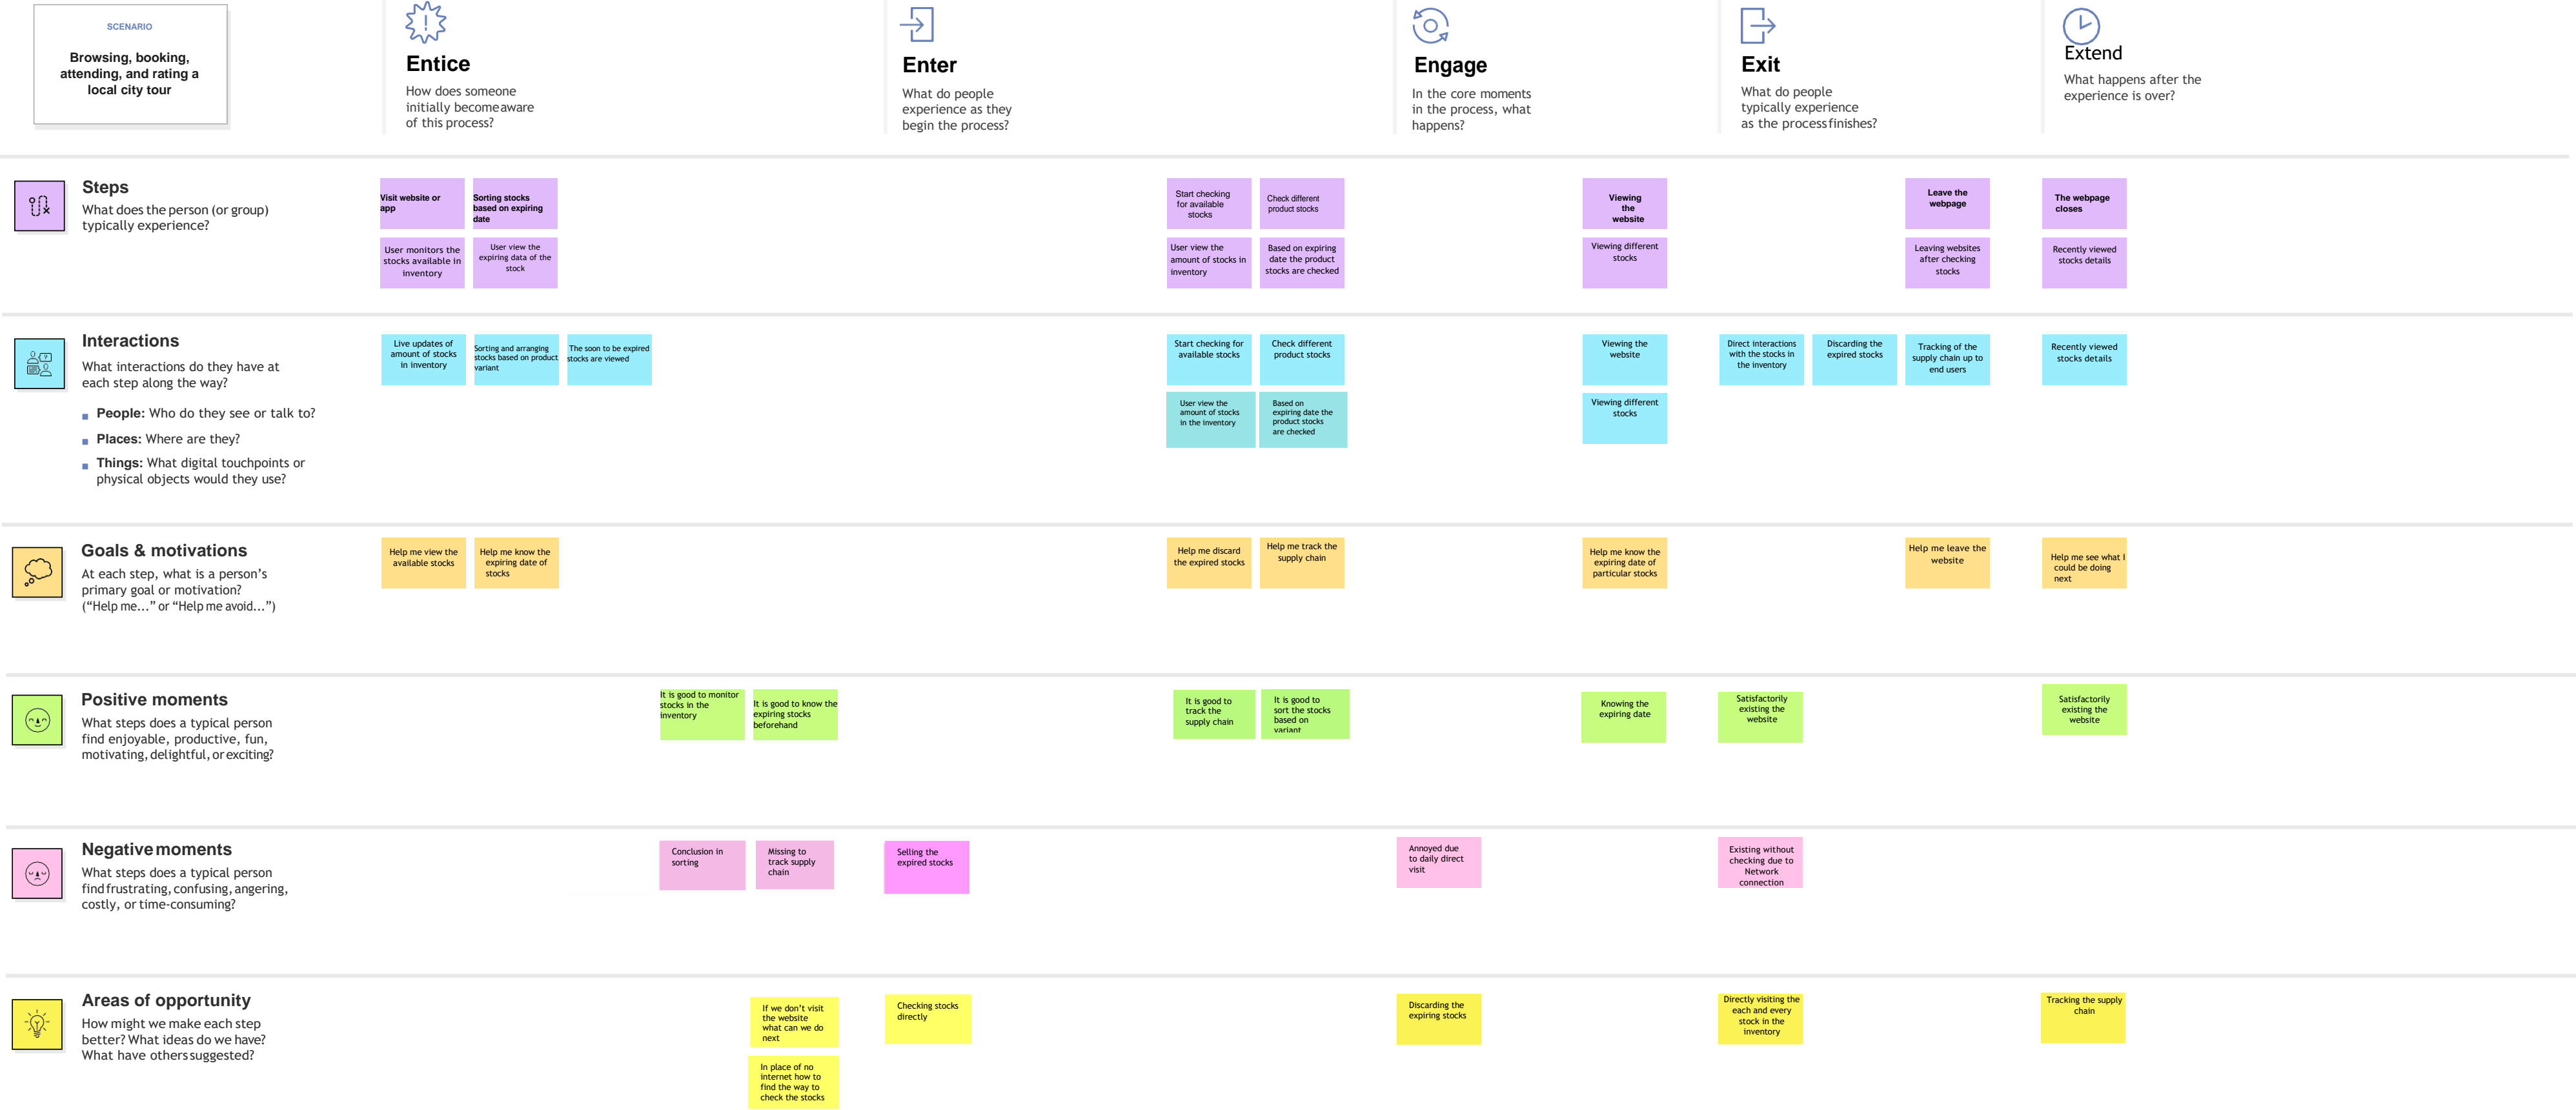 SCENARIO
Browsing, booking,
attending, and rating a
local city tour
Entice
How does someone
initially become aware
of this process?
Enter
What do people
experience as they
begin the process?
Engage
In the core moments
in the process, what
happens?
Exit
What do people
typically experience
as the process finishes?
Extend
What happens after the
experience is over?
Steps
What does the person (or group)
typically experience?
Visit website or
app
Sorting stocks
based on expiring
date
Start checking
for available
stocks
Check different
product stocks
Viewing
the
website
Leave the
webpage
The webpage
closes
User monitors the
stocks available in
inventory
User view the
expiring data of the
stock
User view the
amount of stocks in
inventory
Based on expiring
date the product
stocks are checked
Viewing different
stocks
Leaving websites
after checking
stocks
Recently viewed
stocks details
Interactions
What interactions do they have at
each step along the way?
People: Who do they see or talk to?
Places: Where are they?
Things: What digital touchpoints or
physical objects would they use?
Live updates of
amount of stocks
in inventory
Sorting and arranging
stocks based on product
variant
The soon to be expired
stocks are viewed
Start checking for
available stocks
Check different
product stocks
Viewing the
website
Direct interactions
with the stocks in
the inventory
Discarding the
expired stocks
Tracking of the
supply chain up to
end users
Recently viewed
stocks details
User view the
amount of stocks
in the inventory
Based on
expiring date the
product stocks
are checked
Viewing different
stocks
Goals & motivations
At each step, what is a person's
primary goal or motivation?
(“Help me...” or “Help me avoid...”)
Help me view the
available stocks
Help me know the
expiring date of
stocks
Help me discard
the expired stocks
Help me track the
supply chain
Help me know the
expiring date of
particular stocks
Help me leave the
website
Help me see what I
could be doing
next
Positive moments
What steps does a typical person
find enjoyable, productive, fun,
motivating, delightful, or exciting?
It is good to monitor
stocks in the
inventory
It is good to know the
expiring stocks
beforehand
It is good to
track the
supply chain
It is good to
sort the stocks
based on
variant
Knowing the
expiring date
Satisfactorily
existing the
website
Satisfactorily
existing the
website
Negative moments
What steps does a typical person
find frustrating, confusing, angering,
costly, or time-consuming?
Conclusion in
sorting
Missing to
track supply
chain
Selling the
expired stocks
Annoyed due
to daily direct
visit
Existing without
checking due to
Network
connection
Areas of opportunity
How might we make each step
better? What ideas do we have?
What have others suggested?
If we don't visit
the website
what can we do
next
Checking stocks
directly
Discarding the
expiring stocks
Directly visiting the
each and every
stock in the
inventory
Tracking the supply
chain
In place of no
internet how to
find the way to
check the stocks